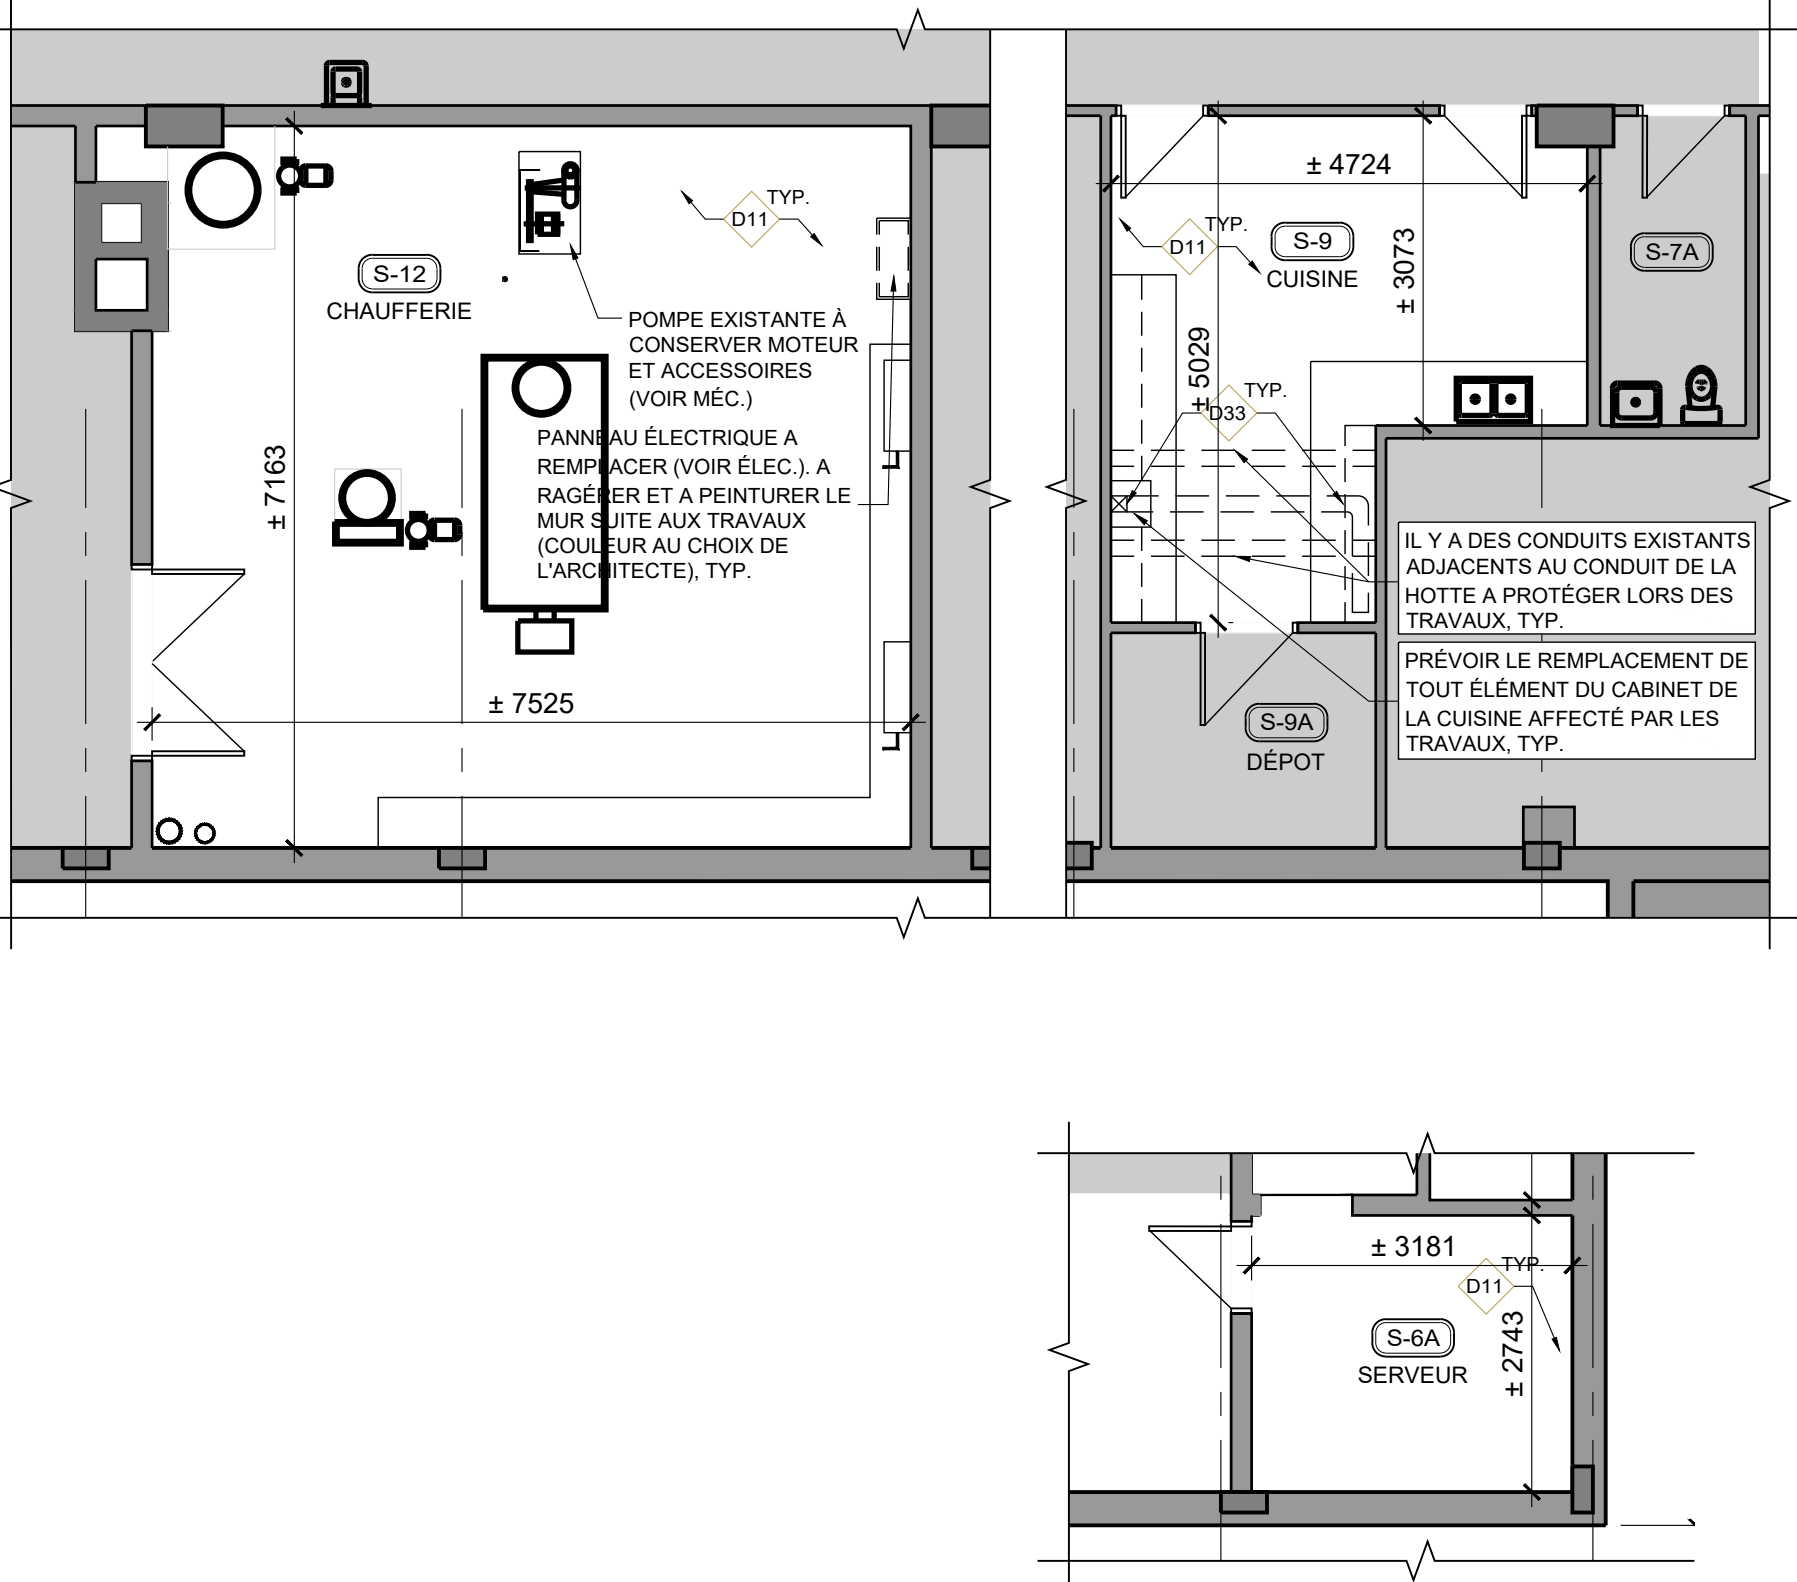 S-12
CHAUFFERIE
TYP.
D11
POMPE EXISTANTE À
CONSERVER MOTEUR
ET ACCESSOIRES
(VOIR MÉC.)
PANNEAU ÉLECTRIQUE A
REMPLACER (VOIR ÉLEC.). A
RAGÉRER ET A PEINTURER LE
MUR SUITE AUX TRAVAUX
(COULEUR AU CHOIX DE
L'ARCHITECTE), TYP.
± 7163
± 7525
± 4724
TYP.
D11
S-9
CUISINE
± 3073
S-7A
± 5029
TYP.
D33
IL Y A DES CONDUITS EXISTANTS
ADJACENTS AU CONDUIT DE LA
HOTTE A PROTÉGER LORS DES
TRAVAUX, TYP.
PRÉVOIR LE REMPLACEMENT DE
TOUT ÉLÉMENT DU CABINET DE
LA CUISINE AFFECTÉ PAR LES
TRAVAUX, TYP.
S-9A
DÉPOT
± 3181
TYP.
D11
S-6A
SERVEUR
± 2743